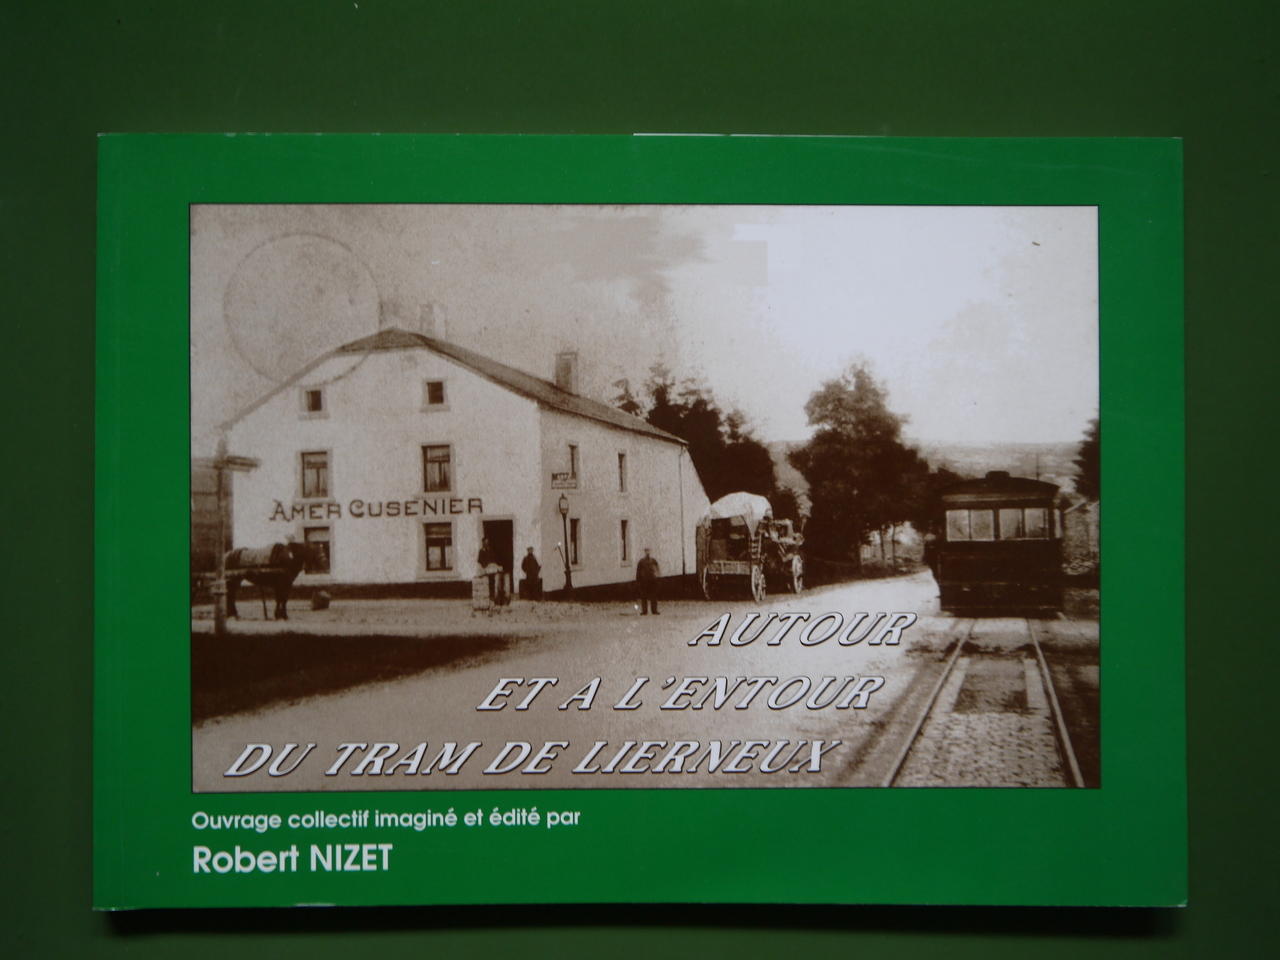 AMER CUSENIER
AUTOUR
ET A L'ENTOUR
DU TRAM DE LIERNEUX
Ouvrage collectif imaginé et édité par
Robert NIZET